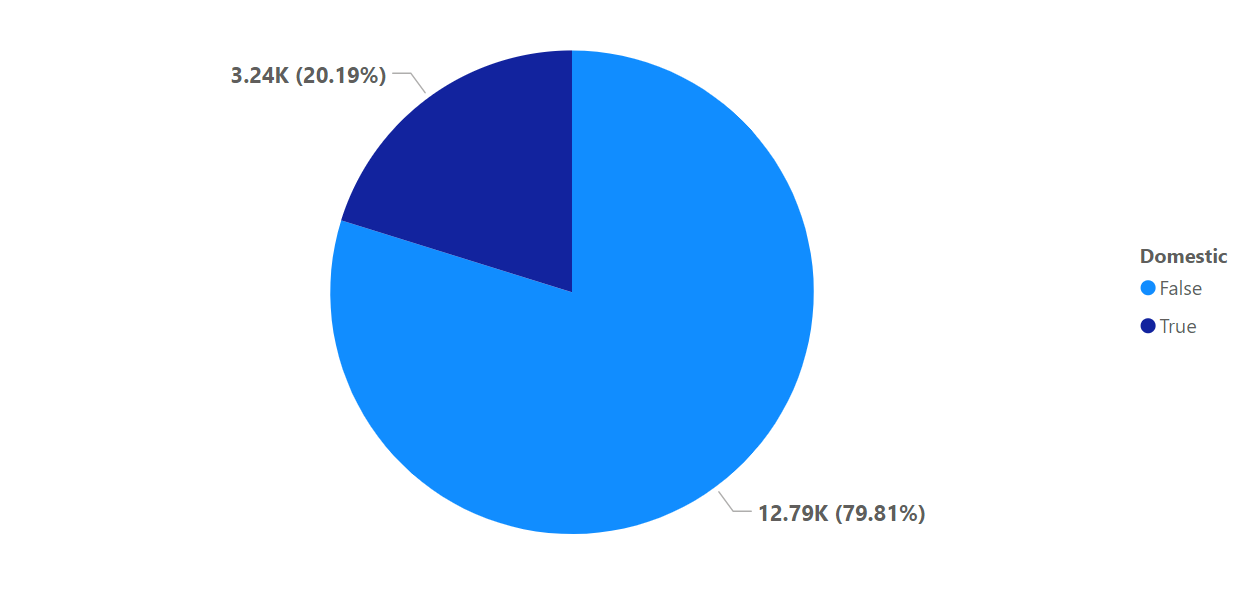 3.24K (20.19%)
Domestic
False
True
12.79K (79.81%)